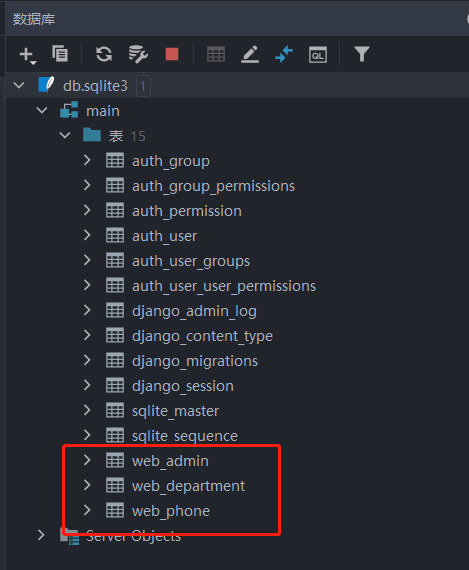 数据库
QL
db.sqlite3 1
main
表 15
auth_group
auth_group_permissions
auth_permission
auth_user
auth_user_groups
auth_user_user_permissions
django_admin_log
django_content_type
django_migrations
django_session
sqlite_master
sqlite_sequence
web_admin
web_department
web_phone
Server Objects